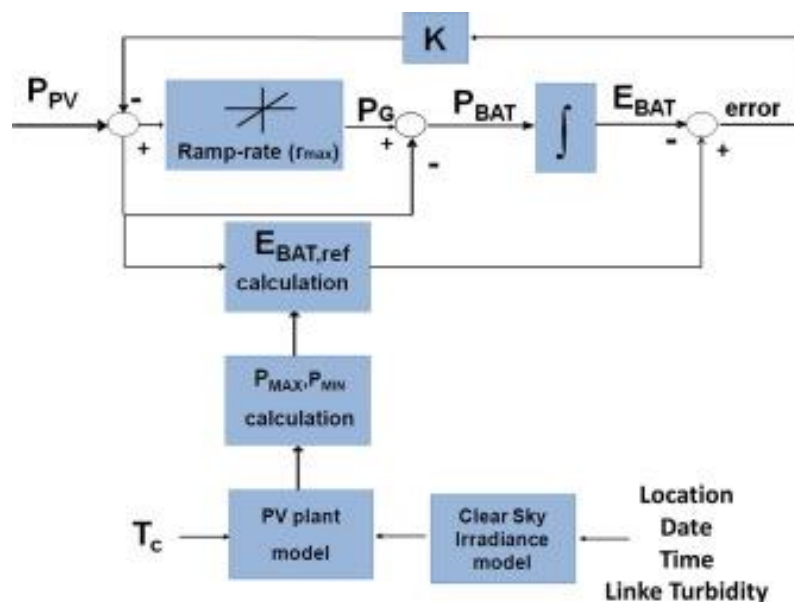 K
P_PV
-
+
Ramp-rate (r_max)
P_G
+
-
P_BAT
∫
E_BAT
-
+
error
E_BAT,ref
calculation
P_MAX, P_MIN
calculation
T_c
PV plant
model
Clear Sky
Irradiance
model
Location
Date
Time
Linke Turbidity